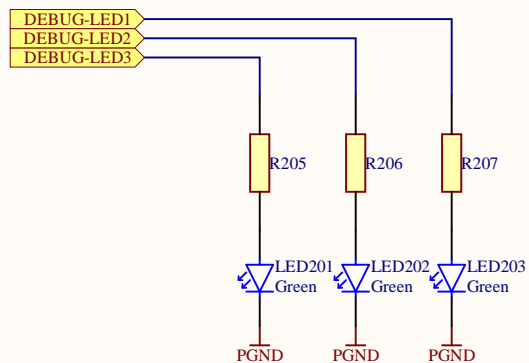 DEBUG-LED1
DEBUG-LED2
DEBUG-LED3
R205
R206
R207
LED201
Green
LED202
Green
LED203
Green
PGND
PGND
PGND